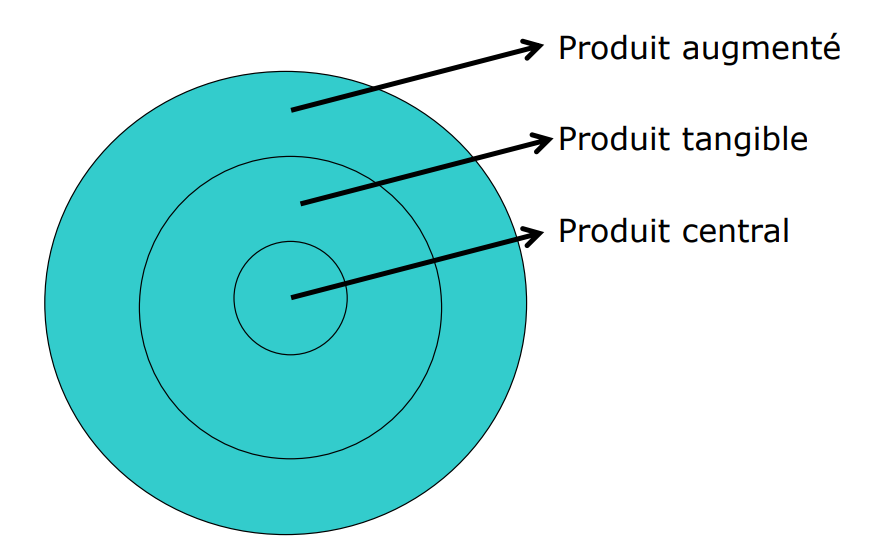 Produit augmenté
Produit tangible
Produit central